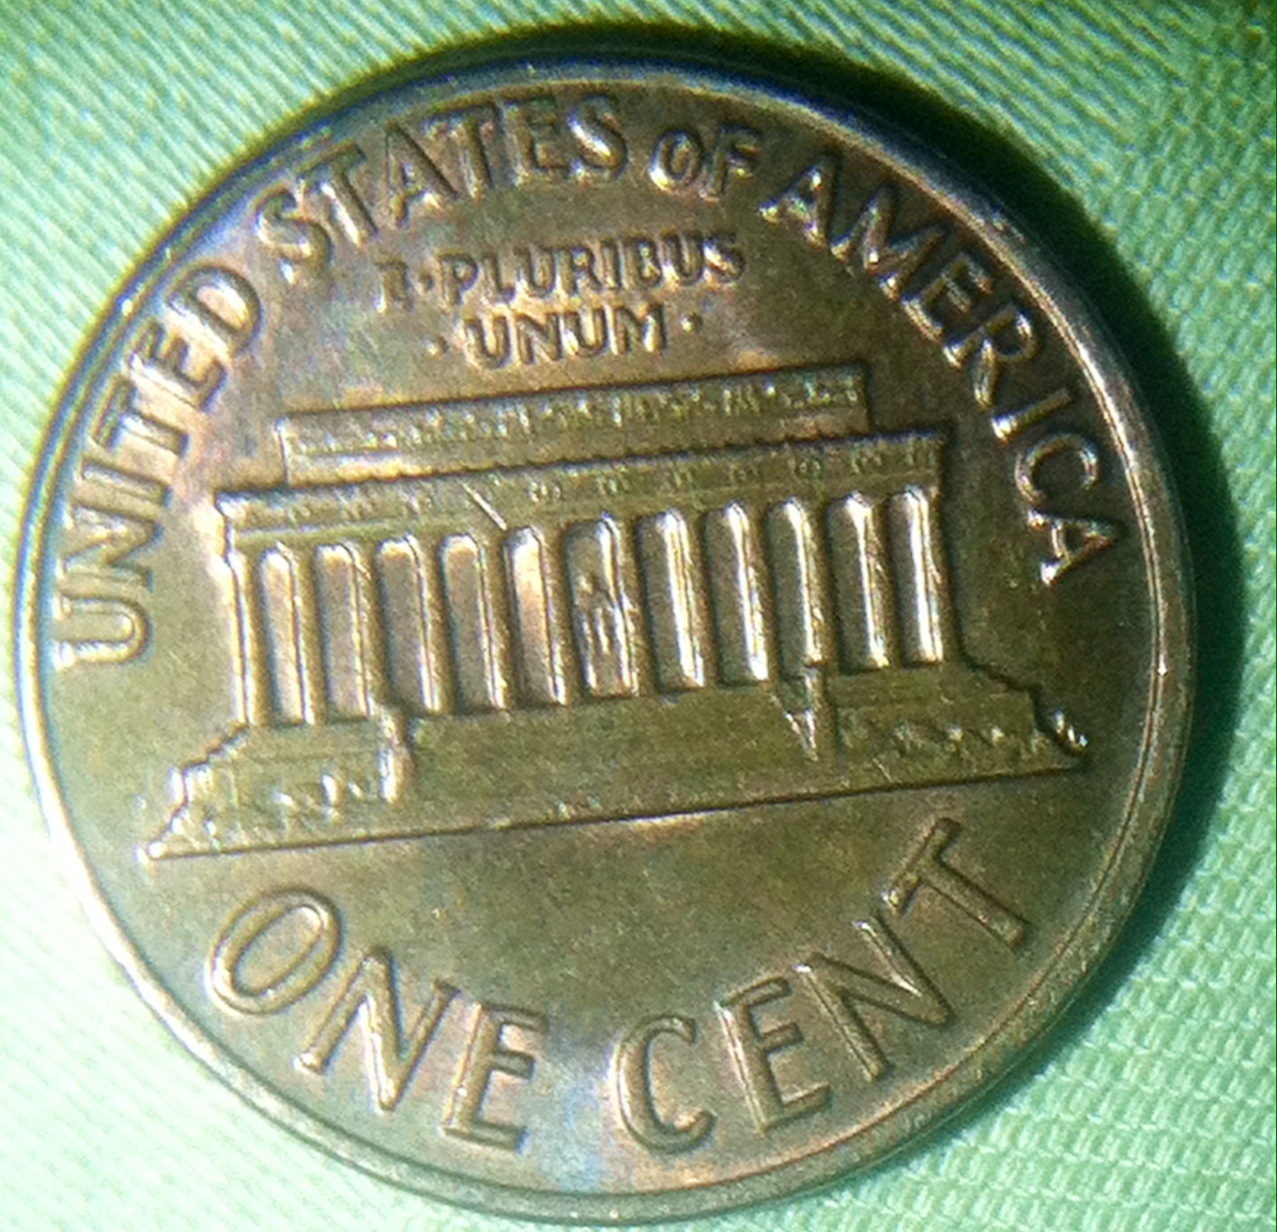 UNITED STATES OF AMERICA
E·PLURIBUS
·UNUM·
ONE CENT